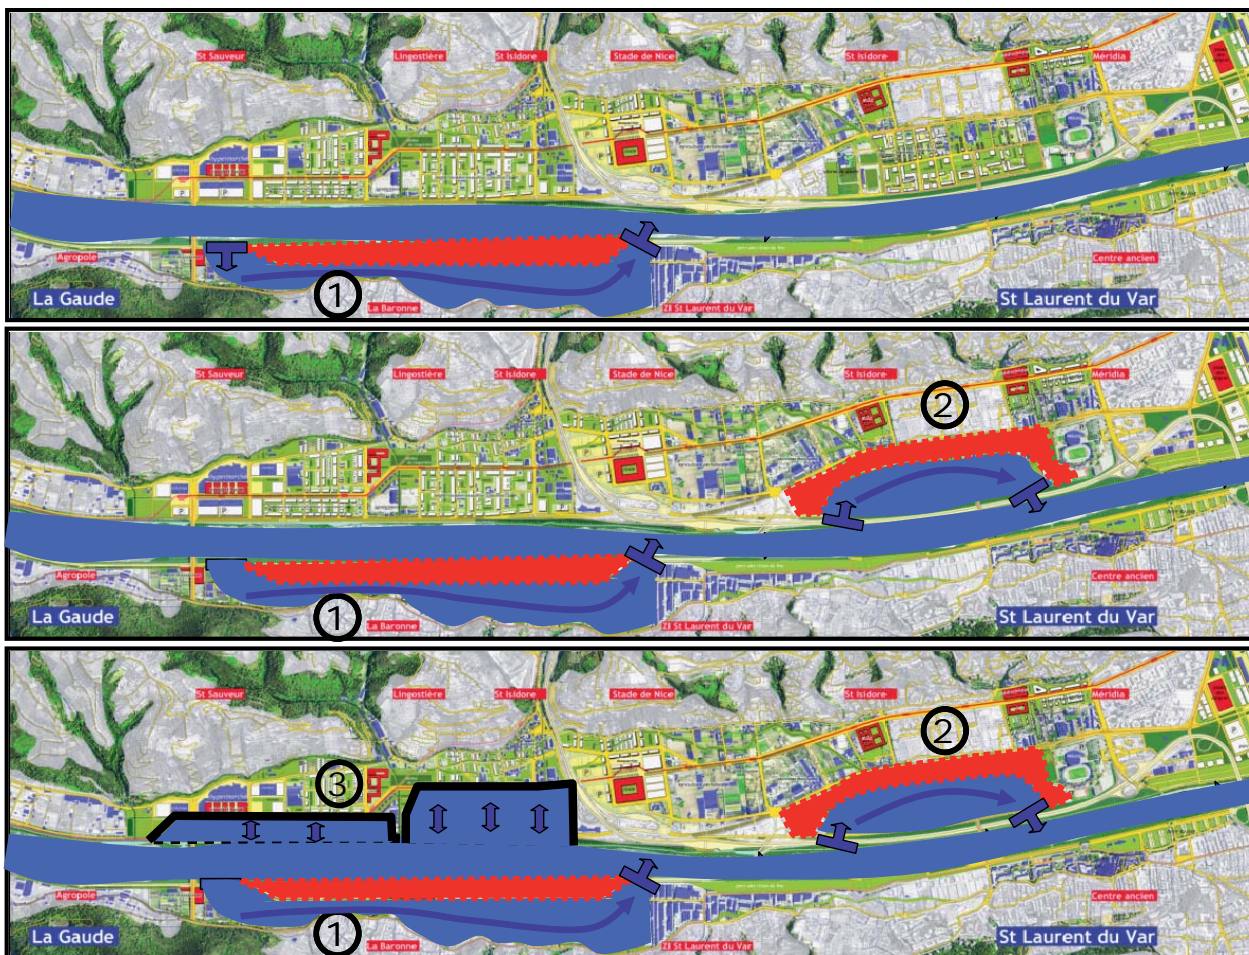 St Sauveur
Lingostière
St Isidore
Stade de Nice
St Isidore
Méridia
hypermarché
P
P
P
Agropole
La Gaude
1
La Baronne
ZI St Laurent du Var
Centre ancien
St Laurent du Var
St Sauveur
Lingostière
St Isidore
Stade de Nice
St Isidore
Méridia
2
P
P
Agropole
La Gaude
1
La Baronne
ZI St Laurent du Var
Centre ancien
St Laurent du Var
St Sauveur
Lingostière
St Isidore
Stade de Nice
St Isidore
Méridia
2
3
P
Agropole
La Gaude
1
La Baronne
ZI St Laurent du Var
Centre ancien
St Laurent du Var